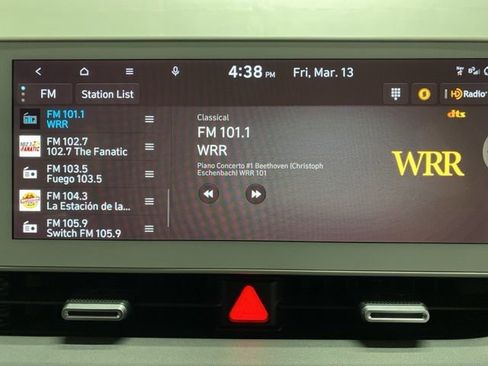 4:38 PM
Fri, Mar. 13
FM
Station List
HD Radio
FM 101.1
WRR
FM 102.7
102.7 The Fanatic
FM 103.5
Fuego 103.5
FM 104.3
La Estación de la...
FM 105.9
Switch FM 105.9
Classical
FM 101.1
WRR
Piano Concerto #1 Beethoven (Christoph
Eschenbach) WRR 101
dts
WRR